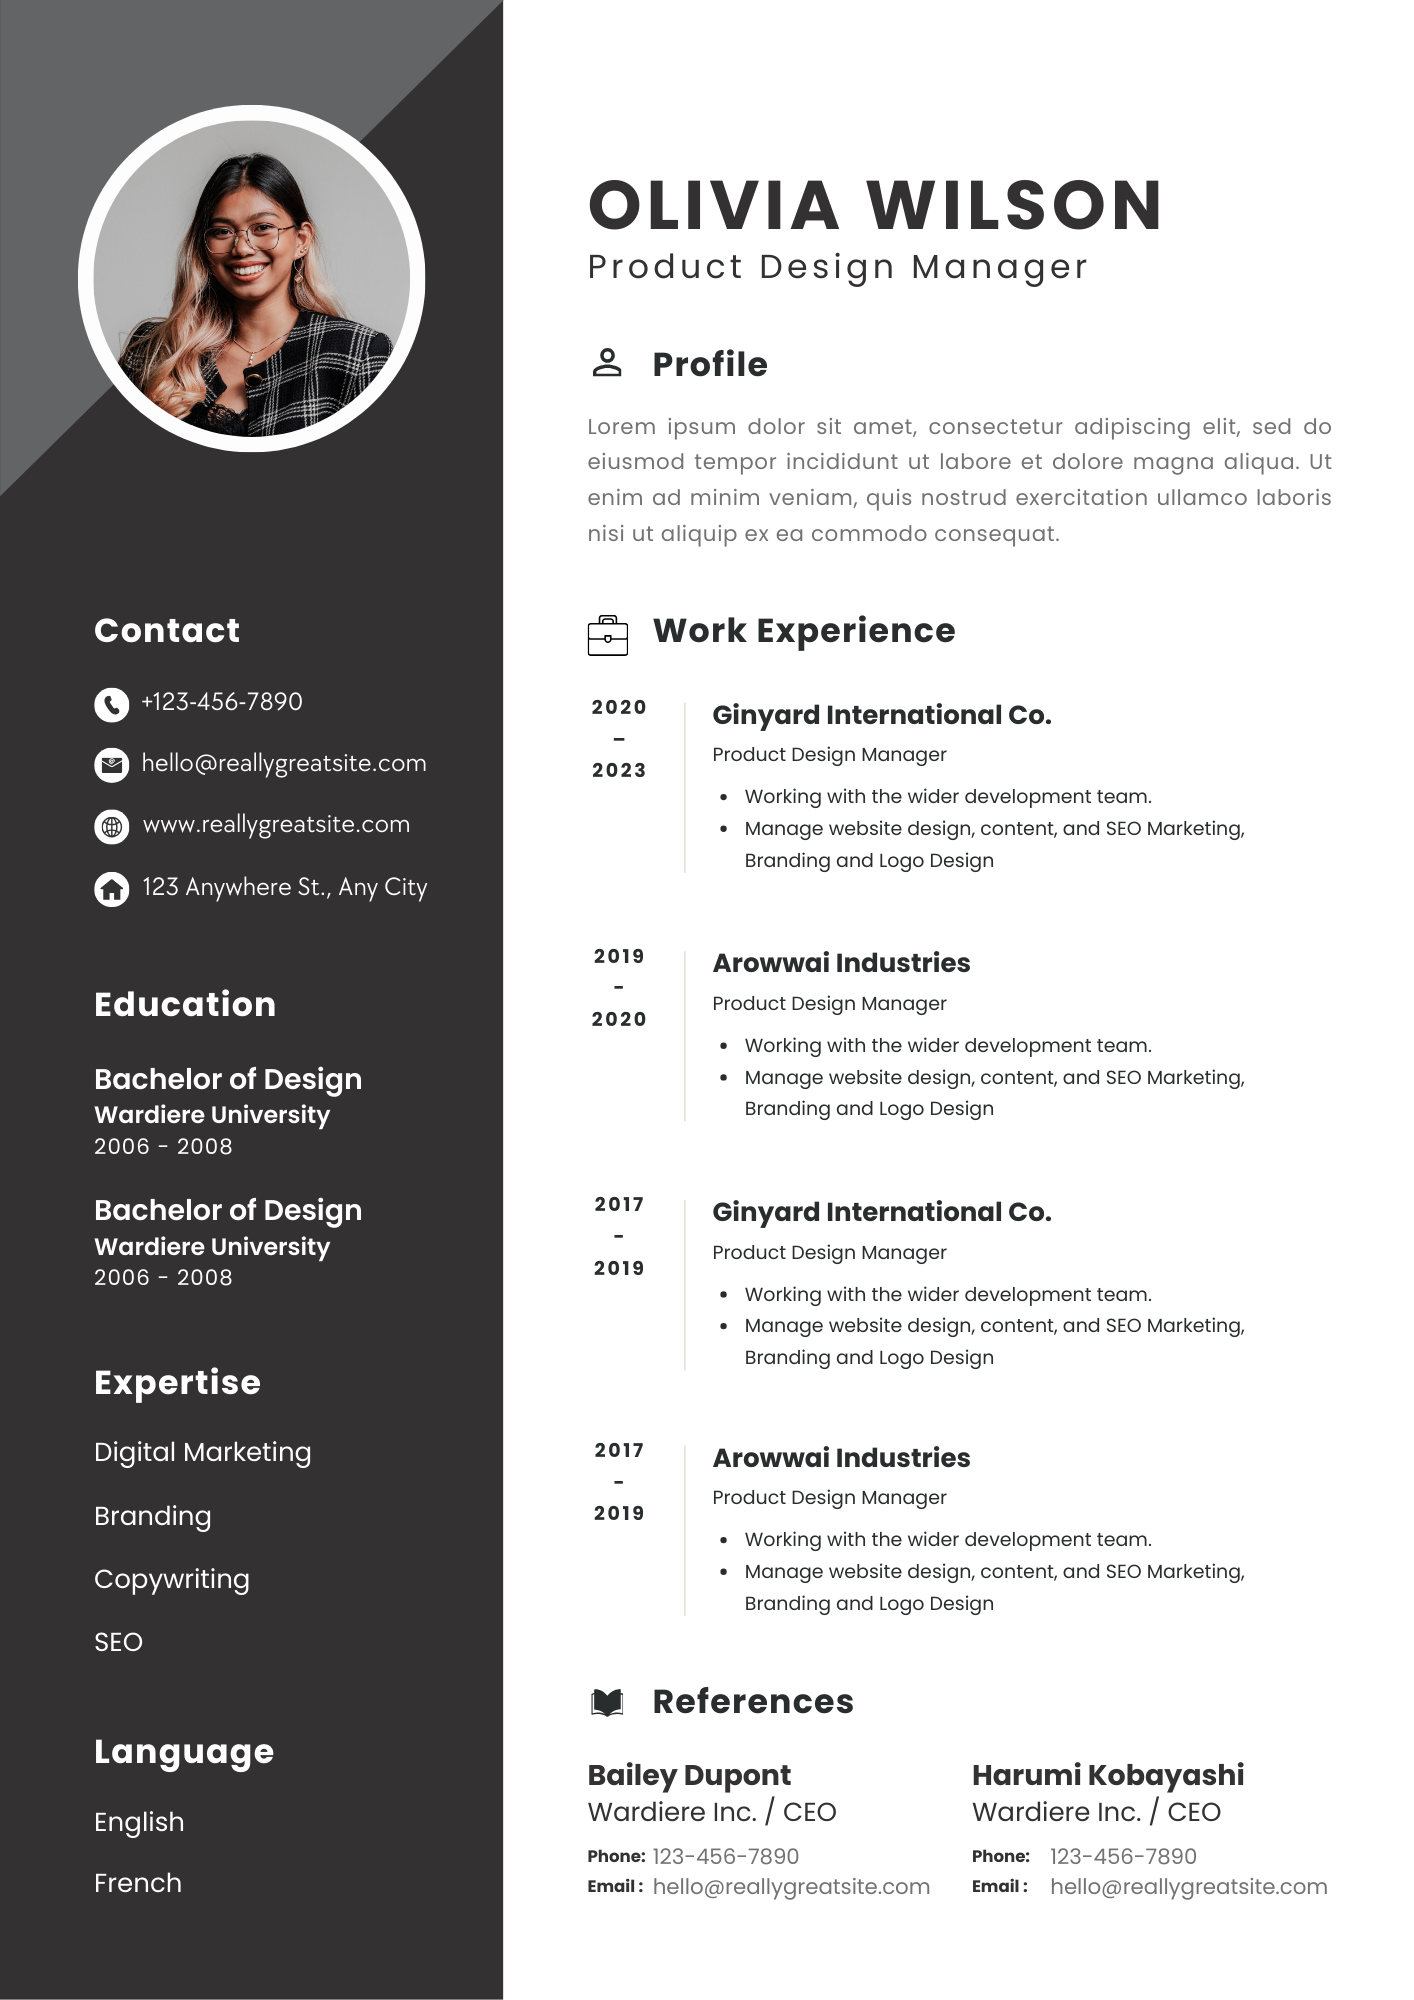 OLIVIA WILSON
Product Design Manager
Profile
Lorem ipsum dolor sit amet, consectetur adipiscing elit, sed do
eiusmod tempor incididunt ut labore et dolore magna aliqua. Ut
enim ad minim veniam, quis nostrud exercitation ullamco laboris
nisi ut aliquip ex ea commodo consequat.
Contact
+123-456-7890
hello@reallygreatsite.com
www.reallygreatsite.com
123 Anywhere St., Any City
Education
Bachelor of Design
Wardiere University
2006 - 2008
Bachelor of Design
Wardiere University
2006 - 2008
Expertise
Digital Marketing
Branding
Copywriting
SEO
Language
English
French
Work Experience
2020
–
2023
Ginyard International Co.
Product Design Manager
• Working with the wider development team.
• Manage website design, content, and SEO Marketing,
Branding and Logo Design
2019
-
2020
Arowwai Industries
Product Design Manager
• Working with the wider development team.
• Manage website design, content, and SEO Marketing,
Branding and Logo Design
2017
-
2019
Ginyard International Co.
Product Design Manager
• Working with the wider development team.
• Manage website design, content, and SEO Marketing,
Branding and Logo Design
2017
-
2019
Arowwai Industries
Product Design Manager
• Working with the wider development team.
• Manage website design, content, and SEO Marketing,
Branding and Logo Design
References
Bailey Dupont
Wardiere Inc. / CEO
Phone: 123-456-7890
Email : hello@reallygreatsite.com
Harumi Kobayashi
Wardiere Inc. / CEO
Phone: 123-456-7890
Email : hello@reallygreatsite.com